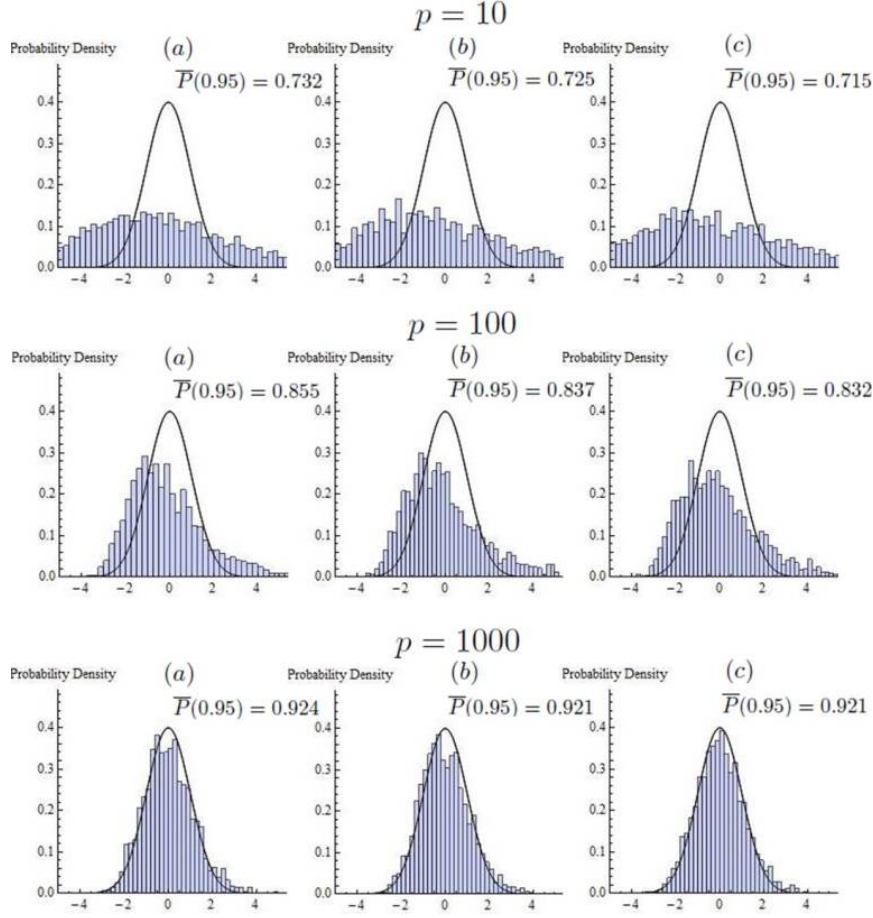 p = 10
Probability Density (a) Probability Density (b) Probability Density (c)
P̅(0.95) = 0.732 P̅(0.95) = 0.725 P̅(0.95) = 0.715
0.4 0.4 0.4
0.3 0.3 0.3
0.2 0.2 0.2
0.1 0.1 0.1
0.0 0.0 0.0
−4 −2 0 2 4 −4 −2 0 2 4 −4 −2 0 2 4
p = 100
Probability Density (a) Probability Density (b) Probability Density (c)
P̅(0.95) = 0.855 P̅(0.95) = 0.837 P̅(0.95) = 0.832
0.4 0.4 0.4
0.3 0.3 0.3
0.2 0.2 0.2
0.1 0.1 0.1
0.0 0.0 0.0
−4 −2 0 2 4 −4 −2 0 2 4 −4 −2 0 2 4
p = 1000
Probability Density (a) Probability Density (b) Probability Density (c)
P̅(0.95) = 0.924 P̅(0.95) = 0.921 P̅(0.95) = 0.921
0.4 0.4 0.4
0.3 0.3 0.3
0.2 0.2 0.2
0.1 0.1 0.1
0.0 0.0 0.0
−4 −2 0 2 4 −4 −2 0 2 4 −4 −2 0 2 4